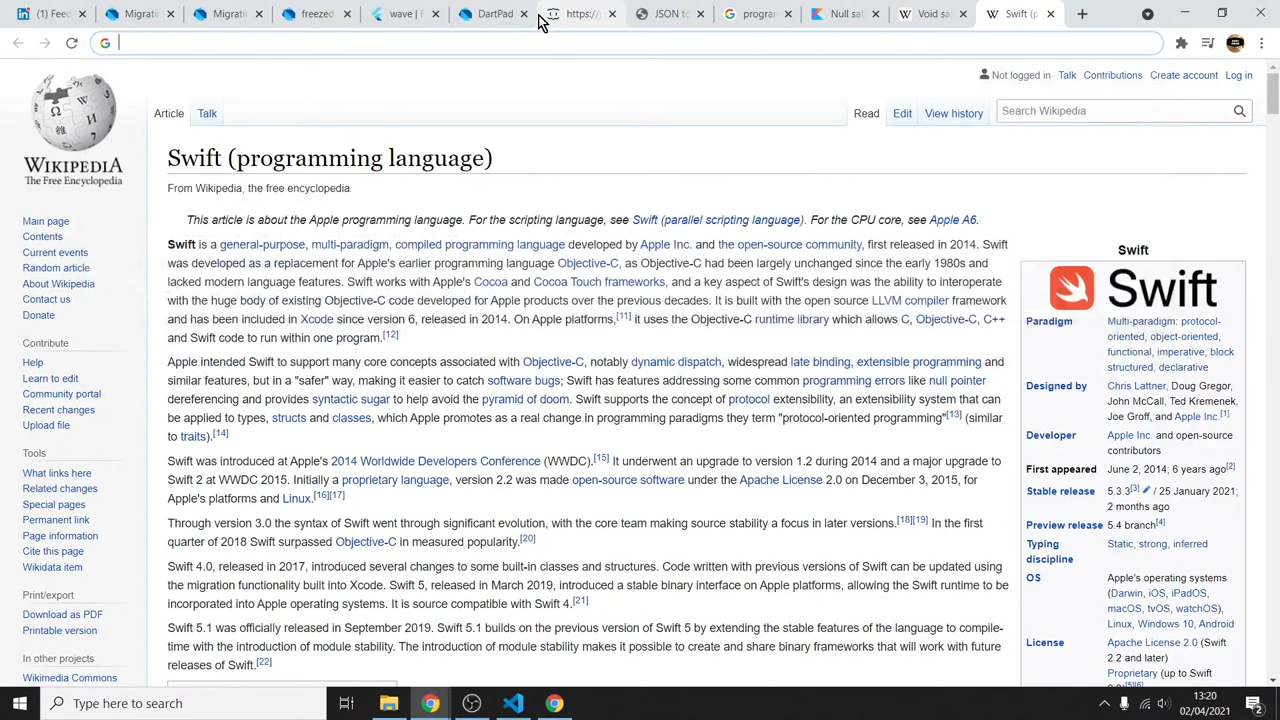 (1) Feed
Migratin
Migratin
freezed
wave | F
DartPad
https://j
JSON to
program
Null saf
Void saf
Swift (p
Not logged in Talk Contributions Create account Log in
Article Talk
Read Edit View history
Search Wikipedia
WIKIPEDIA
The Free Encyclopedia
Main page
Contents
Current events
Random article
About Wikipedia
Contact us
Donate
Contribute
Help
Learn to edit
Community portal
Recent changes
Upload file
Tools
What links here
Related changes
Special pages
Permanent link
Page information
Cite this page
Wikidata item
Print/export
Download as PDF
Printable version
In other projects
Wikimedia Commons
Swift (programming language)
From Wikipedia, the free encyclopedia
This article is about the Apple programming language. For the scripting language, see Swift (parallel scripting language). For the CPU core, see Apple A6.
Swift is a general-purpose, multi-paradigm, compiled programming language developed by Apple Inc. and the open-source community, first released in 2014. Swift
was developed as a replacement for Apple's earlier programming language Objective-C, as Objective-C had been largely unchanged since the early 1980s and
lacked modern language features. Swift works with Apple's Cocoa and Cocoa Touch frameworks, and a key aspect of Swift's design was the ability to interoperate
with the huge body of existing Objective-C code developed for Apple products over the previous decades. It is built with the open source LLVM compiler framework
and has been included in Xcode since version 6, released in 2014. On Apple platforms,[11] it uses the Objective-C runtime library which allows C, Objective-C, C++
and Swift code to run within one program.[12]
Apple intended Swift to support many core concepts associated with Objective-C, notably dynamic dispatch, widespread late binding, extensible programming and
similar features, but in a "safer" way, making it easier to catch software bugs; Swift has features addressing some common programming errors like null pointer
dereferencing and provides syntactic sugar to help avoid the pyramid of doom. Swift supports the concept of protocol extensibility, an extensibility system that can
be applied to types, structs and classes, which Apple promotes as a real change in programming paradigms they term "protocol-oriented programming"[13] (similar
to traits).[14]
Swift was introduced at Apple's 2014 Worldwide Developers Conference (WWDC).[15] It underwent an upgrade to version 1.2 during 2014 and a major upgrade to
Swift 2 at WWDC 2015. Initially a proprietary language, version 2.2 was made open-source software under the Apache License 2.0 on December 3, 2015, for
Apple's platforms and Linux.[16][17]
Through version 3.0 the syntax of Swift went through significant evolution, with the core team making source stability a focus in later versions.[18][19] In the first
quarter of 2018 Swift surpassed Objective-C in measured popularity.[20]
Swift 4.0, released in 2017, introduced several changes to some built-in classes and structures. Code written with previous versions of Swift can be updated using
the migration functionality built into Xcode. Swift 5, released in March 2019, introduced a stable binary interface on Apple platforms, allowing the Swift runtime to be
incorporated into Apple operating systems. It is source compatible with Swift 4.[21]
Swift 5.1 was officially released in September 2019. Swift 5.1 builds on the previous version of Swift 5 by extending the stable features of the language to compile-
time with the introduction of module stability. The introduction of module stability makes it possible to create and share binary frameworks that will work with future
releases of Swift.[22]
Swift
Swift
Paradigm Multi-paradigm: protocol-
oriented, object-oriented,
functional, imperative, block
structured, declarative
Designed by Chris Lattner, Doug Gregor,
John McCall, Ted Kremenek,
Joe Groff, and Apple Inc.[1]
Developer Apple Inc. and open-source
contributors
First appeared June 2, 2014; 6 years ago[2]
Stable release 5.3.3[3] / 25 January 2021;
2 months ago
Preview release 5.4 branch[4]
Typing Static, strong, inferred
discipline
OS Apple's operating systems
(Darwin, iOS, iPadOS,
macOS, tvOS, watchOS),
Linux, Windows 10, Android
License Apache License 2.0 (Swift
2.2 and later)
Proprietary (up to Swift
Type here to search
13:20
02/04/2021
2